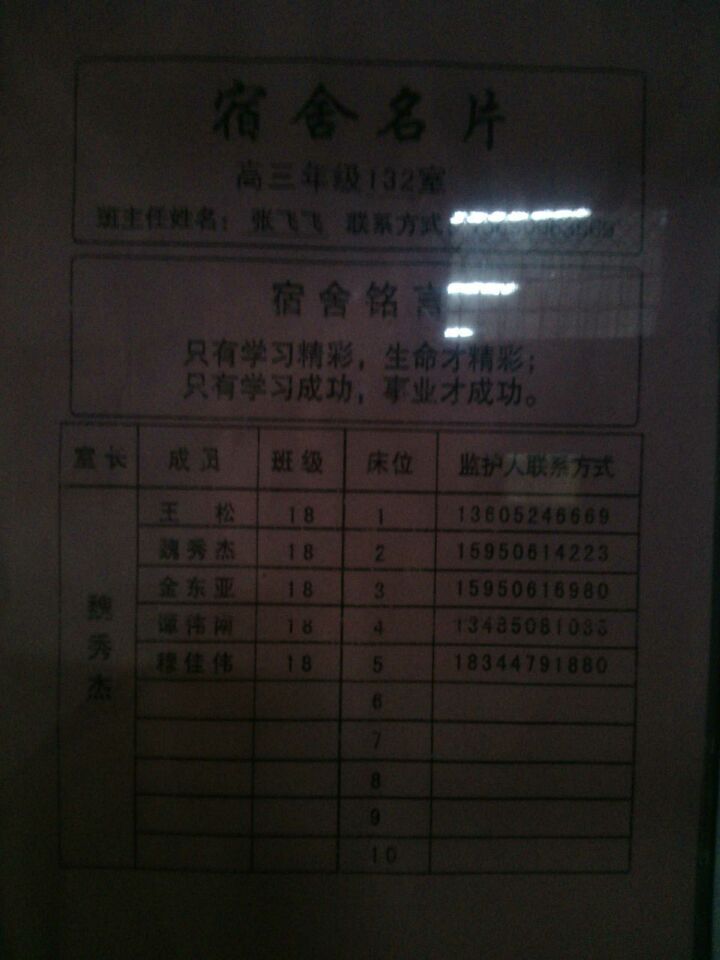 宿舍名片
高三年级132室
班主任姓名: 张飞飞 联系方式
宿舍铭言
只有学习精彩,生命才精彩;
只有学习成功,事业才成功。
室长 成员 班级 床位 监护人联系方式
魏秀杰
王松 18 1 13605246669
魏秀杰 18 2 15950614223
金东亚 18 3 15950616980
谭伟 18 4
穆佳伟 18 5 18344791880
6
7
8
9
10